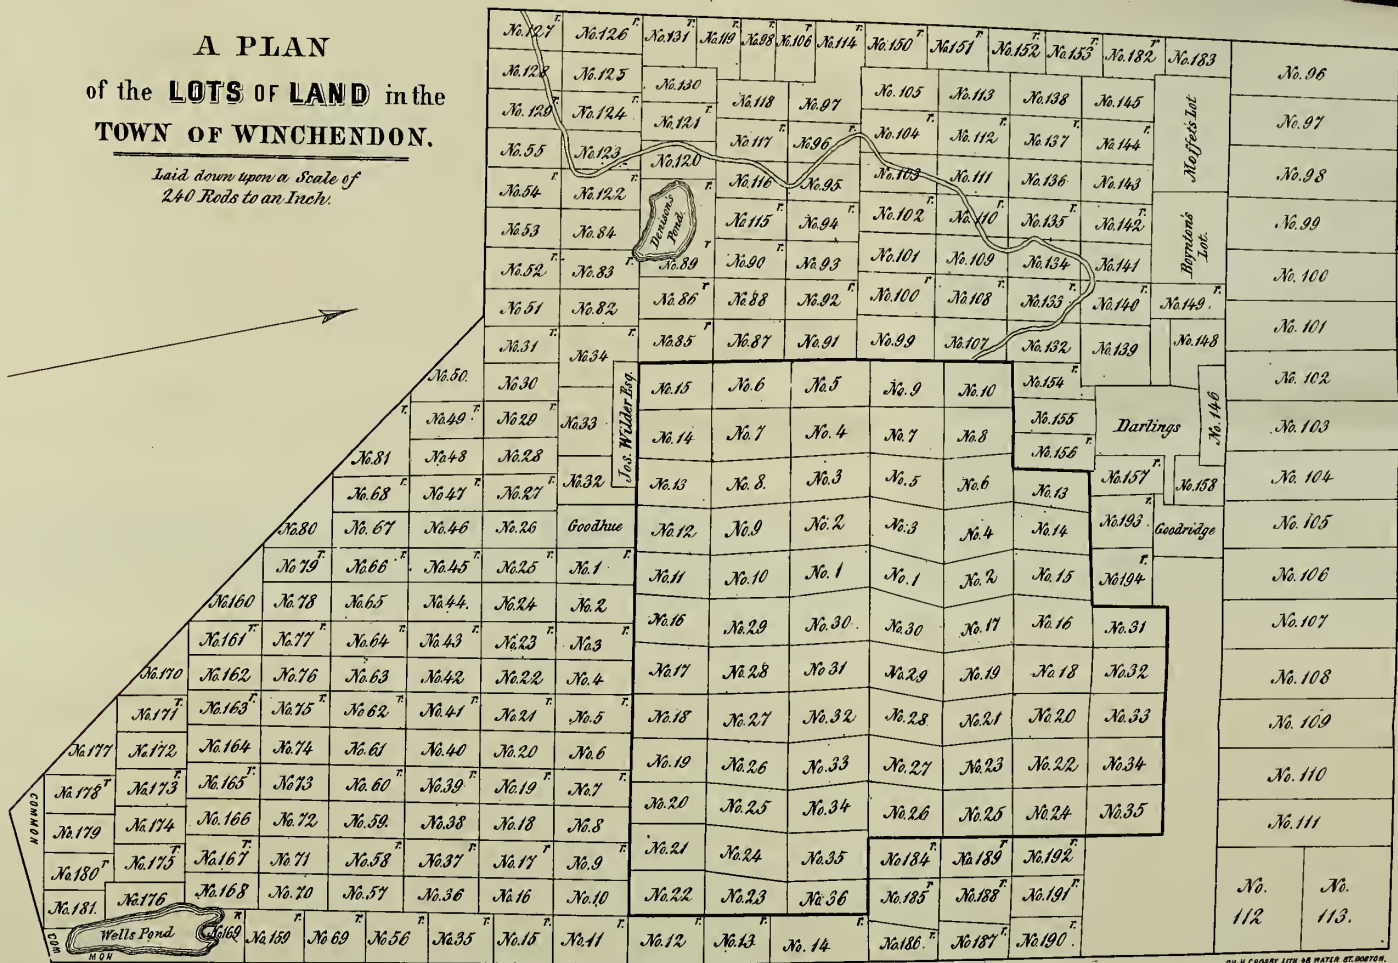 A PLAN
of the LOTS OF LAND in the
TOWN OF WINCHENDON.
Laid down upon a Scale of
240 Rods to an Inch.
No.127 r. No.126 r. No.131 r. No.119 r. No.98 r. No.106 r. No.114 r. No.150 r. No.151 r. No.152 r. No.153 r. No.182 r. No.183
No.128 No.125 No.130 No.118 r. No.97 No.105 r. No.113 No.138 r. No.145 No. 96
No.129 r. No.124 r. No.121 r. No.117 r. No.96 r. No.104 r. No.112 r. No.137 r. No.144 r. Moffets Lot No. 97
No.55 No.123 No.120 No.116 r. No.95 No.103 No.111 No.136 No.143 No. 98
No.54 r. No.122 r. Denison's Pond. r. No.115 r. No.94 r. No.102 r. No.110 r. No.135 r. No.142 r. Boynton's Lot. No. 99
No.53 No.84 No.89 r No.90 r. No.93 No.101 No.109 No.134 No.141 No. 100
No.52 r. No.83 r. No.86 r No.88 No.92 r. No.100 r No.108 r. No.133 r. No.140 r. No.149 r. No. 101
No.51 No.82 No.85 r No.87 No.91 No.99 No.107 No.132 No.139 No.148
No.31 r. No.34 r. No. 102
No.50. No.30 No.15 No.6 No.5 No.9 No.10 No.154 r.
No.49 r. No.29 r. No.33 Jos. Wilder Esq. No.14 No.7 No.4 No.7 No.8 No.155 Darlings No.146 No. 103
No.81 No.48 No.28 No.156 r.
No.68 r. No.47 r. No.27 r. No.32 No.13 No.8. No.3 No.5 No.6 No.13 No.157 r. No.158 No. 104
No.80 No.67 No.46 No.26 Goodhue No.12 No.9 No.2 No.3 No.4 No.14 No.193 r. Goodridge No. 105
No 79 r. No.66 r. No.45 r. No.25 r. No.1 r. No.11 No.10 No.1 No.1 No.2 No.15 No.194 r. No. 106
No.160 No.78 No.65 No.44. No.24 No.2 No.16 No.29 No.30 No.30 No.17 No.16 No.31 No. 107
No.161 r. No.77 r. No.64 r. No.43 r. No.23 r. No.3 r.
No.170 No.162 No.76 No.63 No.42 No.22 No.4 No.17 No.28 No 31 No.29 No.19 No.18 No.32 No. 108
No.171 r. No.163 r No.75 r. No 62 r. No.41 r. No.21 r. No.5 r. No.18 No.27 No.32 No.28 No.21 No.20 No.33 No. 109
No.177 No.172 No.164 No.74 No.61 No.40 No.20 No.6 No.19 No.26 No.33 No.27 No.23 No.22 No.34 No. 110
No.178 r No.173 r. No.165 r. No.73 No.60 r. No.39 r. No.19 r. No.7 r. No.20 No.25 No.34 No.26 No.25 No.24 No.35 No. 111
COMMON No.179 No.174 No.166 No.72 No.59. No.38 No.18 No.8
No.180 r No.175 r. No.167 r. No.71 No.58 r. No.37 r. No.17 r No.9 r. No.21 No.24 No.35 No.184 r No.189 r. No.192 r.
No.181. No.176 No.168 No.70 No.57 No.36 No.16 No.10 No.22 No.23 No.36 No.185 r No.188 r. No.191 r. No. 112 No. 113.
COM MON Wells Pond No.169 R No.159 r. No 69 r. No.56 r. No.35 r. No.15 r. No.11 r. No.12 r. No.13 r. No. 14 r. No.186. r. No.187 r. No.190. r.
CH. H. CROSBY LITH. 48 WATER ST. BOSTON.